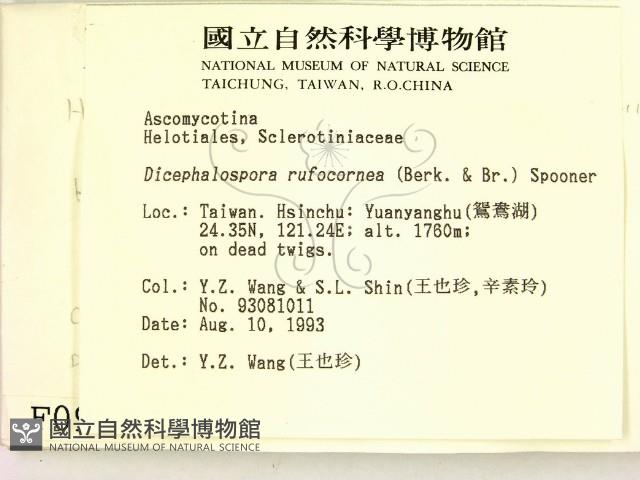 國立自然科學博物館
NATIONAL MUSEUM OF NATURAL SCIENCE
TAICHUNG, TAIWAN, R.O.CHINA
Ascomycotina
Helotiales, Sclerotiniaceae
Dicephalospora rufocornea (Berk. & Br.) Spooner
Loc.: Taiwan. Hsinchu: Yuanyanghu(鴛鴦湖)
24.35N, 121.24E; alt. 1760m;
on dead twigs.
Col.: Y.Z. Wang & S.L. Shin(王也珍,辛素玲)
No. 93081011
Date: Aug. 10, 1993
Det.: Y.Z. Wang(王也珍)
國立自然科學博物館
NATIONAL MUSEUM OF NATURAL SCIENCE